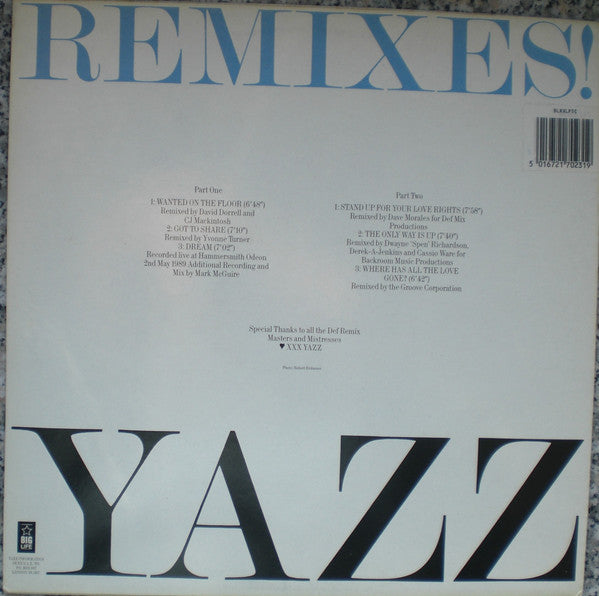 REMIXES!
5 016721 702319
Part One
1: WANTED ON THE FLOOR (6'48")
Remixed by David Dorrell and
CJ Mackintosh
2: GOT TO SHARE (7'10")
Remixed by Yvonne Turner
3: DREAM (7'02")
Recorded live at Hammersmith Odeon
2nd May 1989 Additional Recording and
Mix by Mark McGuire
Part Two
1: STAND UP FOR YOUR LOVE RIGHTS (7'58")
Remixed by Dave Morales for Def Mix
Productions
2: THE ONLY WAY IS UP (7'40")
Remixed by Dwayne 'Spen' Richardson,
Derek-A-Jenkins and Cassio Ware for
Backroom Music Productions
3: WHERE HAS ALL THE LOVE
GONE? (6'42")
Remixed by the Groove Corporation
Special Thanks to all the Def Remix
Masters and Mistresses
♥ XXX YAZZ
YAZZ
BIG
LIFE